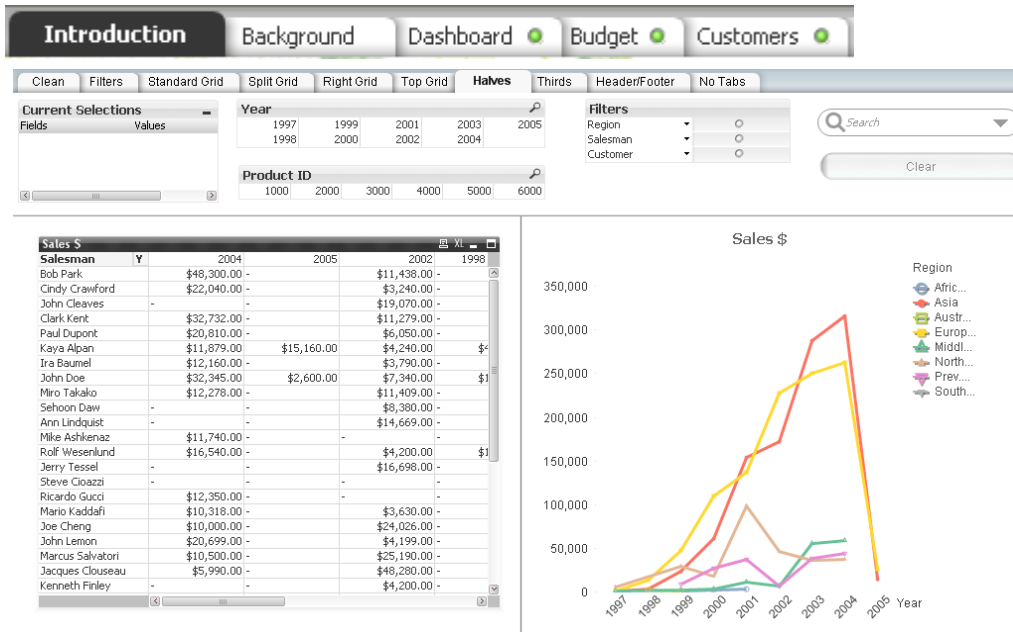 Introduction Background Dashboard Budget Customers
Clean Filters Standard Grid Split Grid Right Grid Top Grid Halves Thirds Header/Footer No Tabs
Current Selections
Fields Values
Year
1997 1999 2001 2003 2005
1998 2000 2002 2004
Product ID
1000 2000 3000 4000 5000 6000
Filters
Region
Salesman
Customer
Search
Clear
Sales $ XL
Salesman Y 2004 2005 2002 1998
Bob Park $48,300.00 - $11,438.00 -
Cindy Crawford $22,040.00 - $3,240.00 -
John Cleaves - - $19,070.00 -
Clark Kent $32,732.00 - $11,279.00 -
Paul Dupont $20,810.00 - $6,050.00 -
Kaya Alpan $11,879.00 $15,160.00 $4,240.00 $4
Ira Baumel $12,160.00 - $3,790.00 -
John Doe $32,345.00 $2,600.00 $7,340.00 $1
Miro Takako $12,278.00 - $11,409.00 -
Sehoon Daw - - $8,380.00 -
Ann Lindquist - - $14,669.00 -
Mike Ashkenaz $11,740.00 - - -
Rolf Wesenlund $16,540.00 - $4,200.00 $1
Jerry Tessel - - $16,698.00 -
Steve Cioazzi - - - -
Ricardo Gucci $12,350.00 - - -
Mario Kaddafi $10,318.00 - $3,630.00 -
Joe Cheng $10,000.00 - $24,026.00 -
John Lemon $20,699.00 - $4,199.00 -
Marcus Salvatori $10,500.00 - $25,190.00 -
Jacques Clouseau $5,990.00 - $48,280.00 -
Kenneth Finley - - $4,200.00 -
Sales $
350,000
300,000
250,000
200,000
150,000
100,000
50,000
0
1997 1998 1999 2000 2001 2002 2003 2004 2005 Year
Region
Afric...
Asia
Austr...
Europ...
Middl...
North...
Prev....
South...